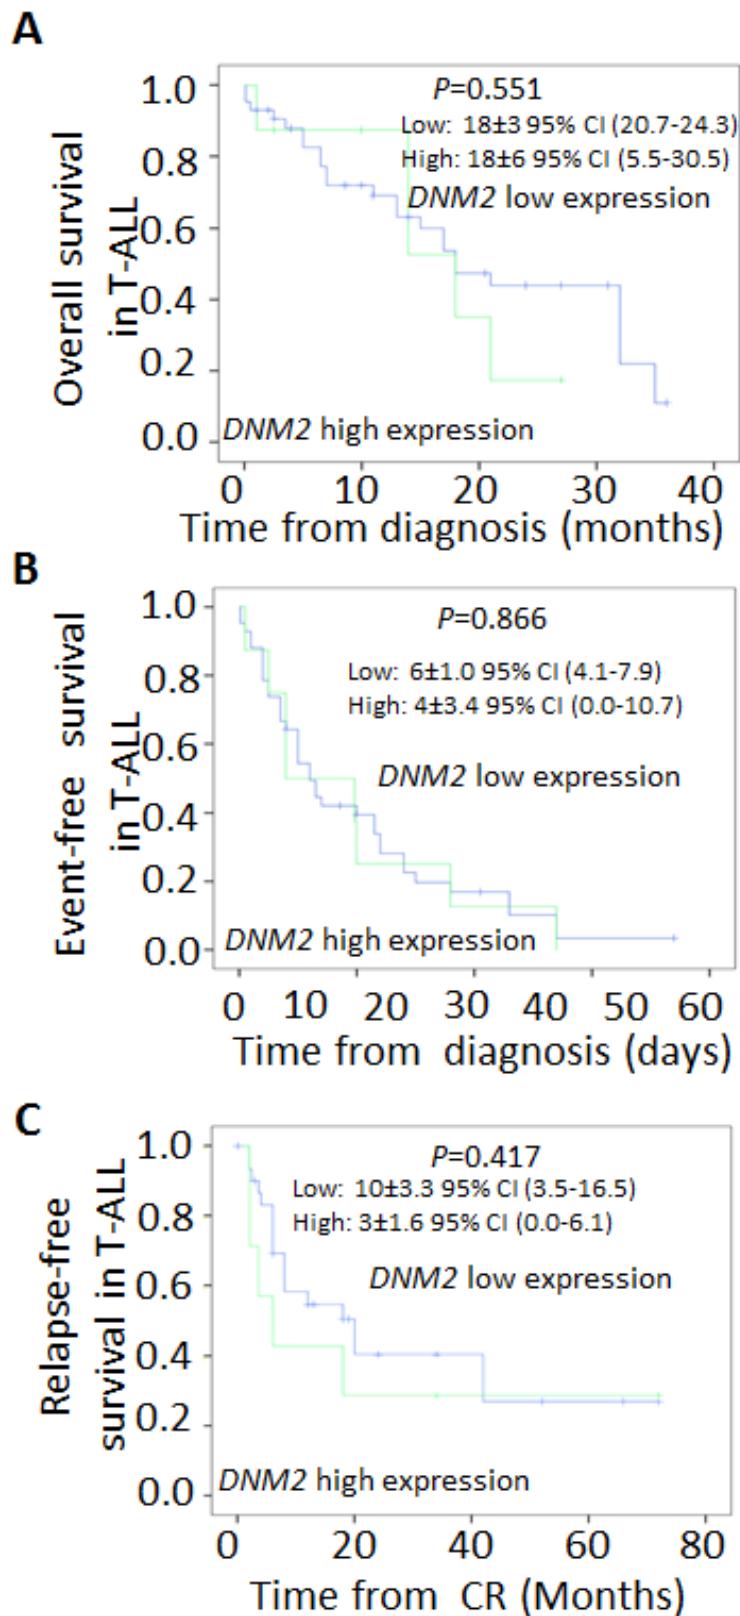 A
P=0.551
Low: 18±3 95% CI (20.7-24.3)
High: 18±6 95% CI (5.5-30.5)
DNM2 low expression
DNM2 high expression
Overall survival
in T-ALL
1.0
0.8
0.6
0.4
0.2
0.0
0 10 20 30 40
Time from diagnosis (months)
B
P=0.866
Low: 6±1.0 95% CI (4.1-7.9)
High: 4±3.4 95% CI (0.0-10.7)
DNM2 low expression
DNM2 high expression
Event-free survival
in T-ALL
1.0
0.8
0.6
0.4
0.2
0.0
0 10 20 30 40 50 60
Time from diagnosis (days)
C
P=0.417
Low: 10±3.3 95% CI (3.5-16.5)
High: 3±1.6 95% CI (0.0-6.1)
DNM2 low expression
DNM2 high expression
Relapse-free
survival in T-ALL
1.0
0.8
0.6
0.4
0.2
0.0
0 20 40 60 80
Time from CR (Months)